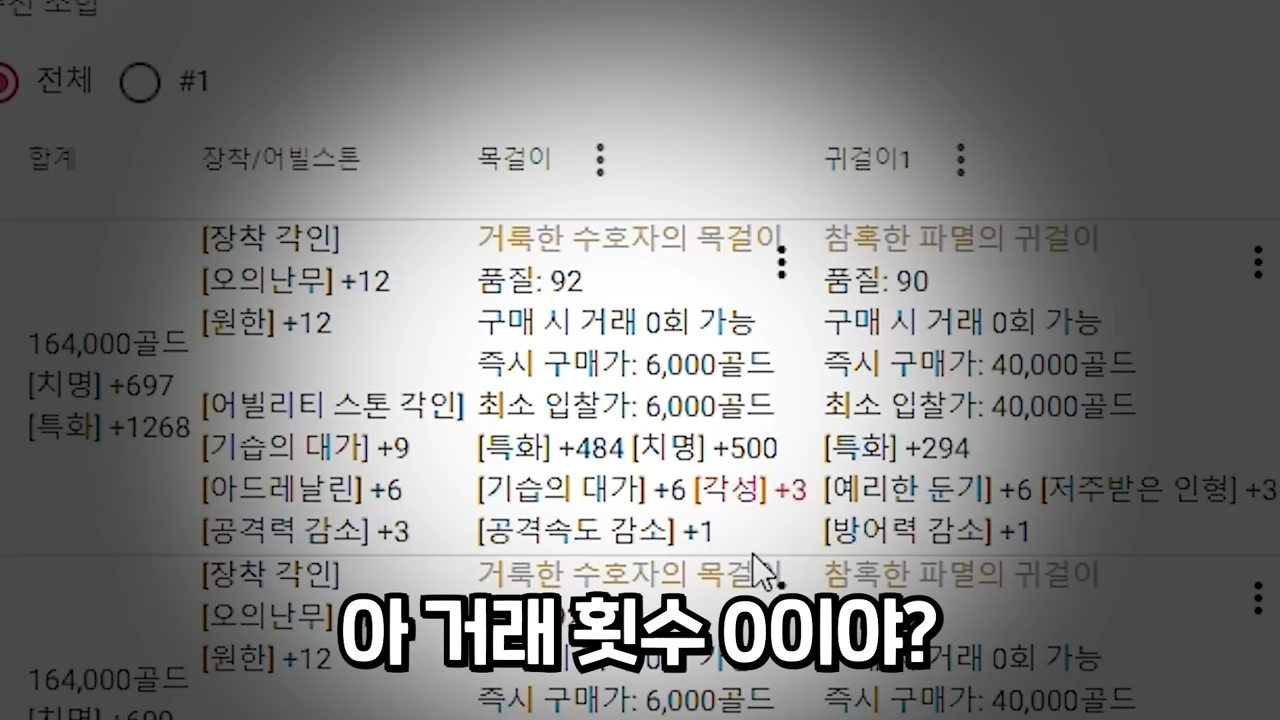 전체 #1
합계 장착/어빌스톤 목걸이 귀걸이1
164,000골드
[치명] +697
[특화] +1268
[장착 각인]
[오의난무] +12
[원한] +12
[어빌리티 스톤 각인]
[기습의 대가] +9
[아드레날린] +6
[공격력 감소] +3
거룩한 수호자의 목걸이
품질: 92
구매 시 거래 0회 가능
즉시 구매가: 6,000골드
최소 입찰가: 6,000골드
[특화] +484 [치명] +500
[기습의 대가] +6 [각성] +3
[공격속도 감소] +1
참혹한 파멸의 귀걸이
품질: 90
구매 시 거래 0회 가능
즉시 구매가: 40,000골드
최소 입찰가: 40,000골드
[특화] +294
[예리한 둔기] +6 [저주받은 인형] +3
[방어력 감소] +1
164,000골드
[장착 각인]
[오의난무]
[원한] +12
거룩한 수호자의 목걸이
즉시 구매가: 6,000골드
참혹한 파멸의 귀걸이
거래 0회 가능
즉시 구매가: 40,000골드
아 거래 횟수 0이야?